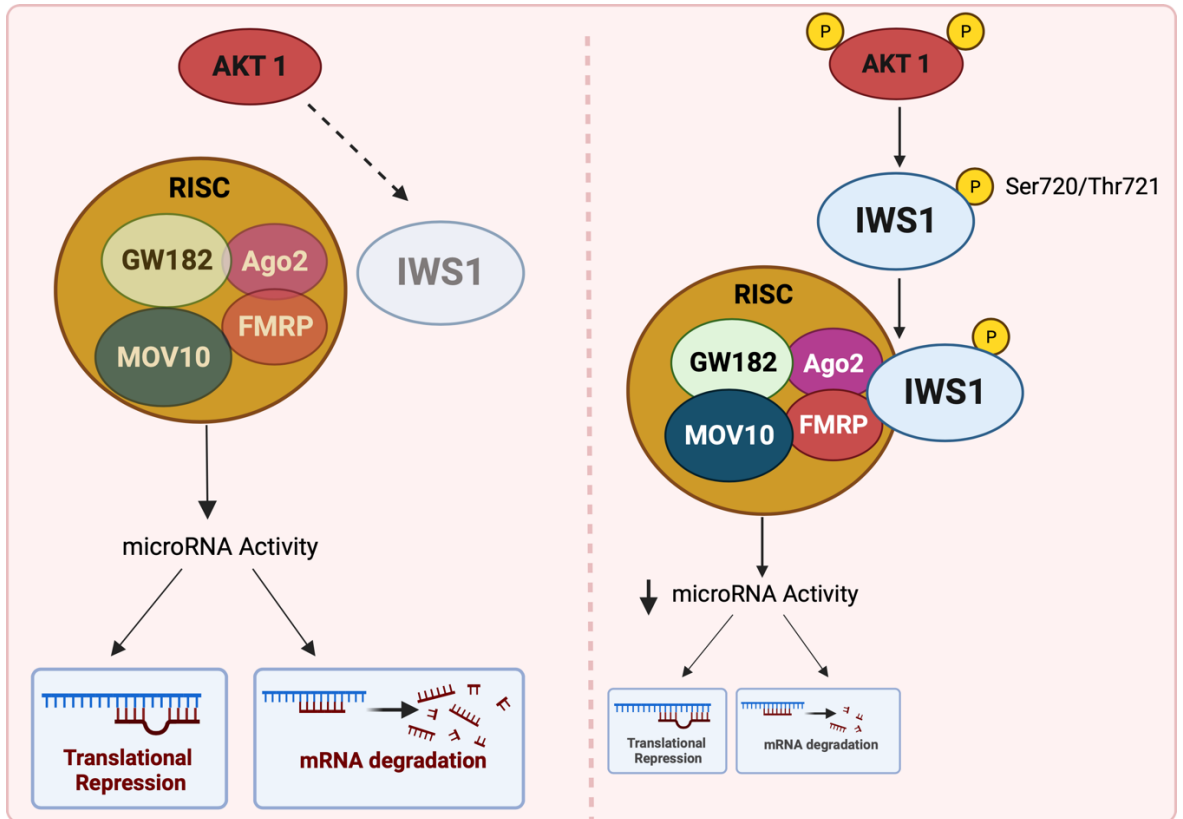 AKT 1
RISC
GW182
Ago2
FMRP
MOV10
IWS1
microRNA Activity
Translational
Repression
mRNA degradation
P
P
AKT 1
P
Ser720/Thr721
IWS1
RISC
P
GW182
Ago2
IWS1
MOV10
FMRP
microRNA Activity
Translational
Repression
mRNA degradation